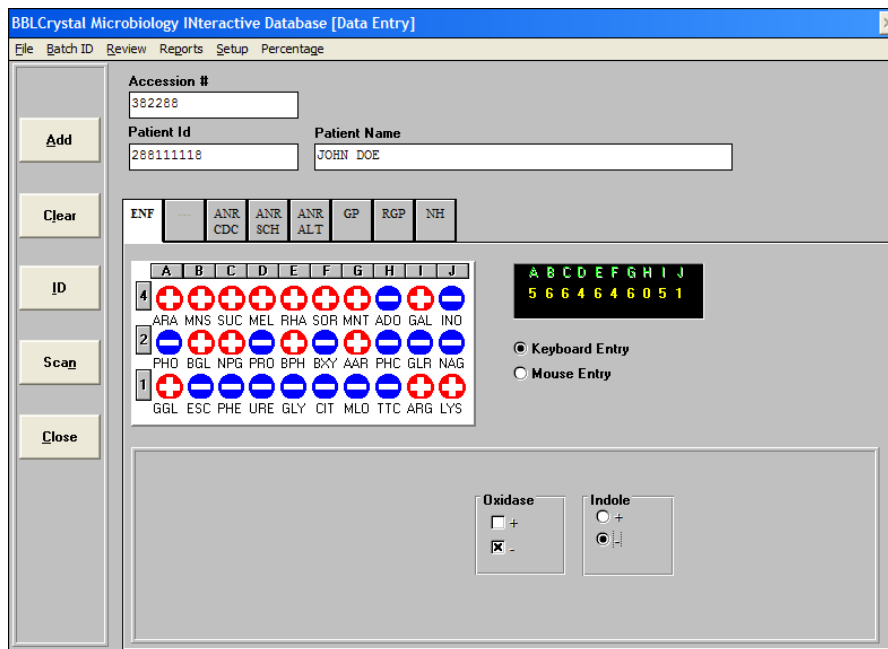 BBLCrystal Microbiology INteractive Database [Data Entry]
File Batch ID Review Reports Setup Percentage
Accession #
382288
Patient Id Patient Name
288111118 JOHN DOE
Add
Clear
ID
Scan
Close
ENF --- ANR CDC ANR SCH ANR ALT GP RGP NH
A B C D E F G H I J
4
ARA MNS SUC MEL RHA SOR MNT ADO GAL INO
2
PHO BGL NPG PRO BPH BXY AAR PHC GLR NAG
1
GGL ESC PHE URE GLY CIT MLO TTC ARG LYS
A B C D E F G H I J
5 6 6 4 6 4 6 0 5 1
Keyboard Entry
Mouse Entry
Oxidase
+
-
Indole
+
-